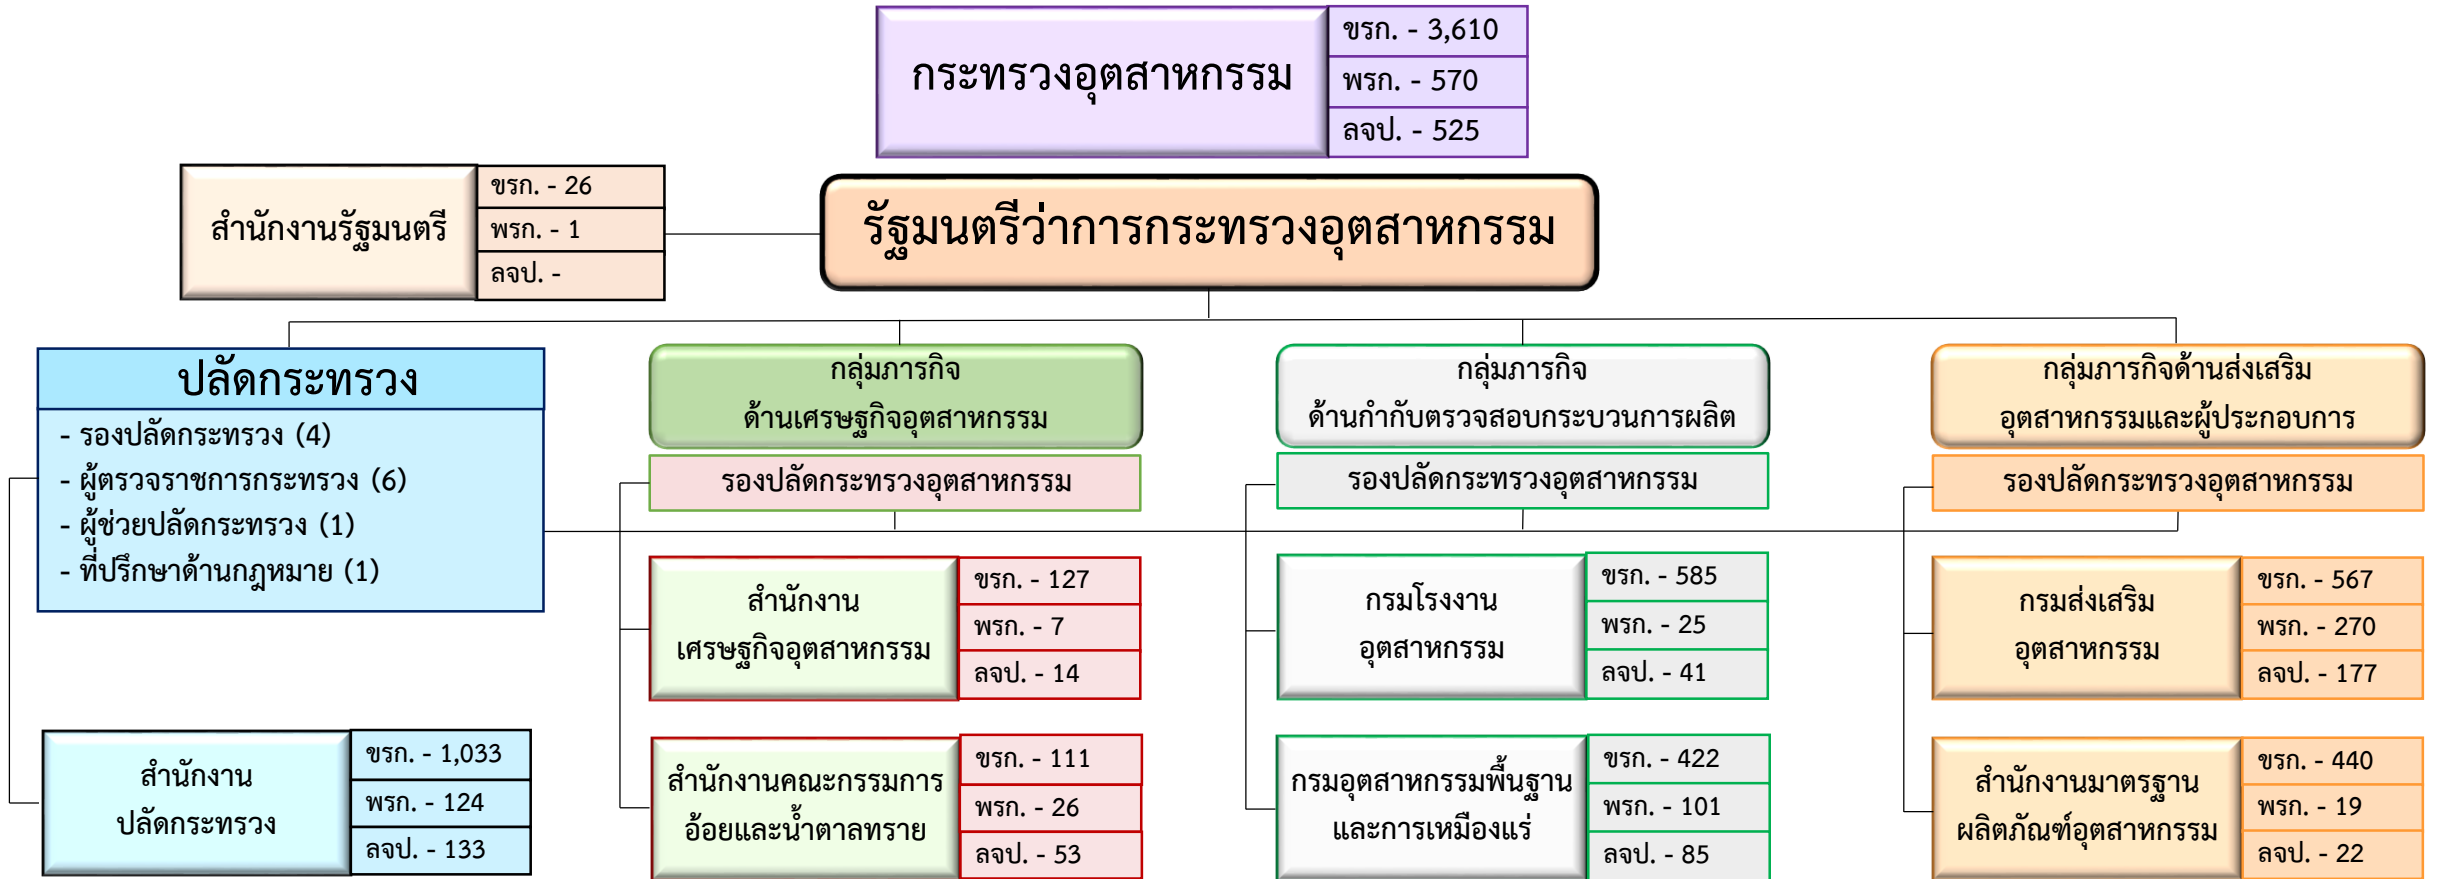 กระทรวงอุตสาหกรรม
ขรก. - 3,610
พรก. - 570
ลจป. - 525
สำนักงานรัฐมนตรี
ขรก. - 26
พรก. - 1
ลจป. -
รัฐมนตรีว่าการกระทรวงอุตสาหกรรม
ปลัดกระทรวง
- รองปลัดกระทรวง (4)
- ผู้ตรวจราชการกระทรวง (6)
- ผู้ช่วยปลัดกระทรวง (1)
- ที่ปรึกษาด้านกฎหมาย (1)
สำนักงาน
ปลัดกระทรวง
ขรก. - 1,033
พรก. - 124
ลจป. - 133
กลุ่มภารกิจ
ด้านเศรษฐกิจอุตสาหกรรม
รองปลัดกระทรวงอุตสาหกรรม
สำนักงาน
เศรษฐกิจอุตสาหกรรม
ขรก. - 127
พรก. - 7
ลจป. - 14
สำนักงานคณะกรรมการ
อ้อยและน้ำตาลทราย
ขรก. - 111
พรก. - 26
ลจป. - 53
กลุ่มภารกิจ
ด้านกำกับตรวจสอบกระบวนการผลิต
รองปลัดกระทรวงอุตสาหกรรม
กรมโรงงาน
อุตสาหกรรม
ขรก. - 585
พรก. - 25
ลจป. - 41
กรมอุตสาหกรรมพื้นฐาน
และการเหมืองแร่
ขรก. - 422
พรก. - 101
ลจป. - 85
กลุ่มภารกิจด้านส่งเสริม
อุตสาหกรรมและผู้ประกอบการ
รองปลัดกระทรวงอุตสาหกรรม
กรมส่งเสริม
อุตสาหกรรม
ขรก. - 567
พรก. - 270
ลจป. - 177
สำนักงานมาตรฐาน
ผลิตภัณฑ์อุตสาหกรรม
ขรก. - 440
พรก. - 19
ลจป. - 22